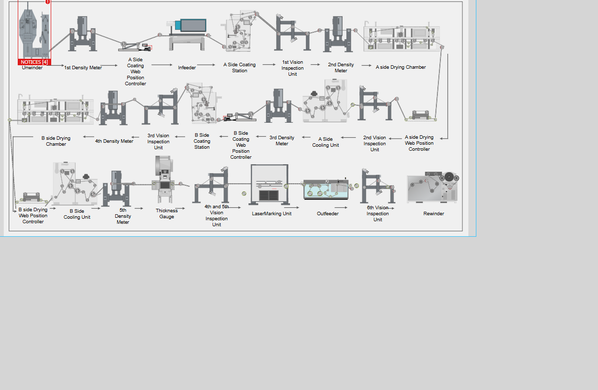 NOTICES [4]
Unwinder
1st Density Meter
A Side
Coating
Web
Position
Controller
Infeeder
A Side Coating
Station
1st Vision
Inspection
Unit
2nd Density
Meter
A side Drying Chamber
B side Drying
Chamber
4th Density Meter
3rd Vision
Inspection
Unit
B Side
Coating
Station
B Side
Coating
Web
Position
Controller
3rd Density
Meter
A Side
Cooling Unit
2nd Vision
Inspection
Unit
A side Drying
Web Position
Controller
B side Drying
Web Position
Controller
B Side
Cooling Unit
5th
Density
Meter
Thickness
Gauge
4th and 5th
Vision
Inspection
Unit
LaserMarking Unit
Outfeeder
6th Vision
Inspection
Unit
Rewinder